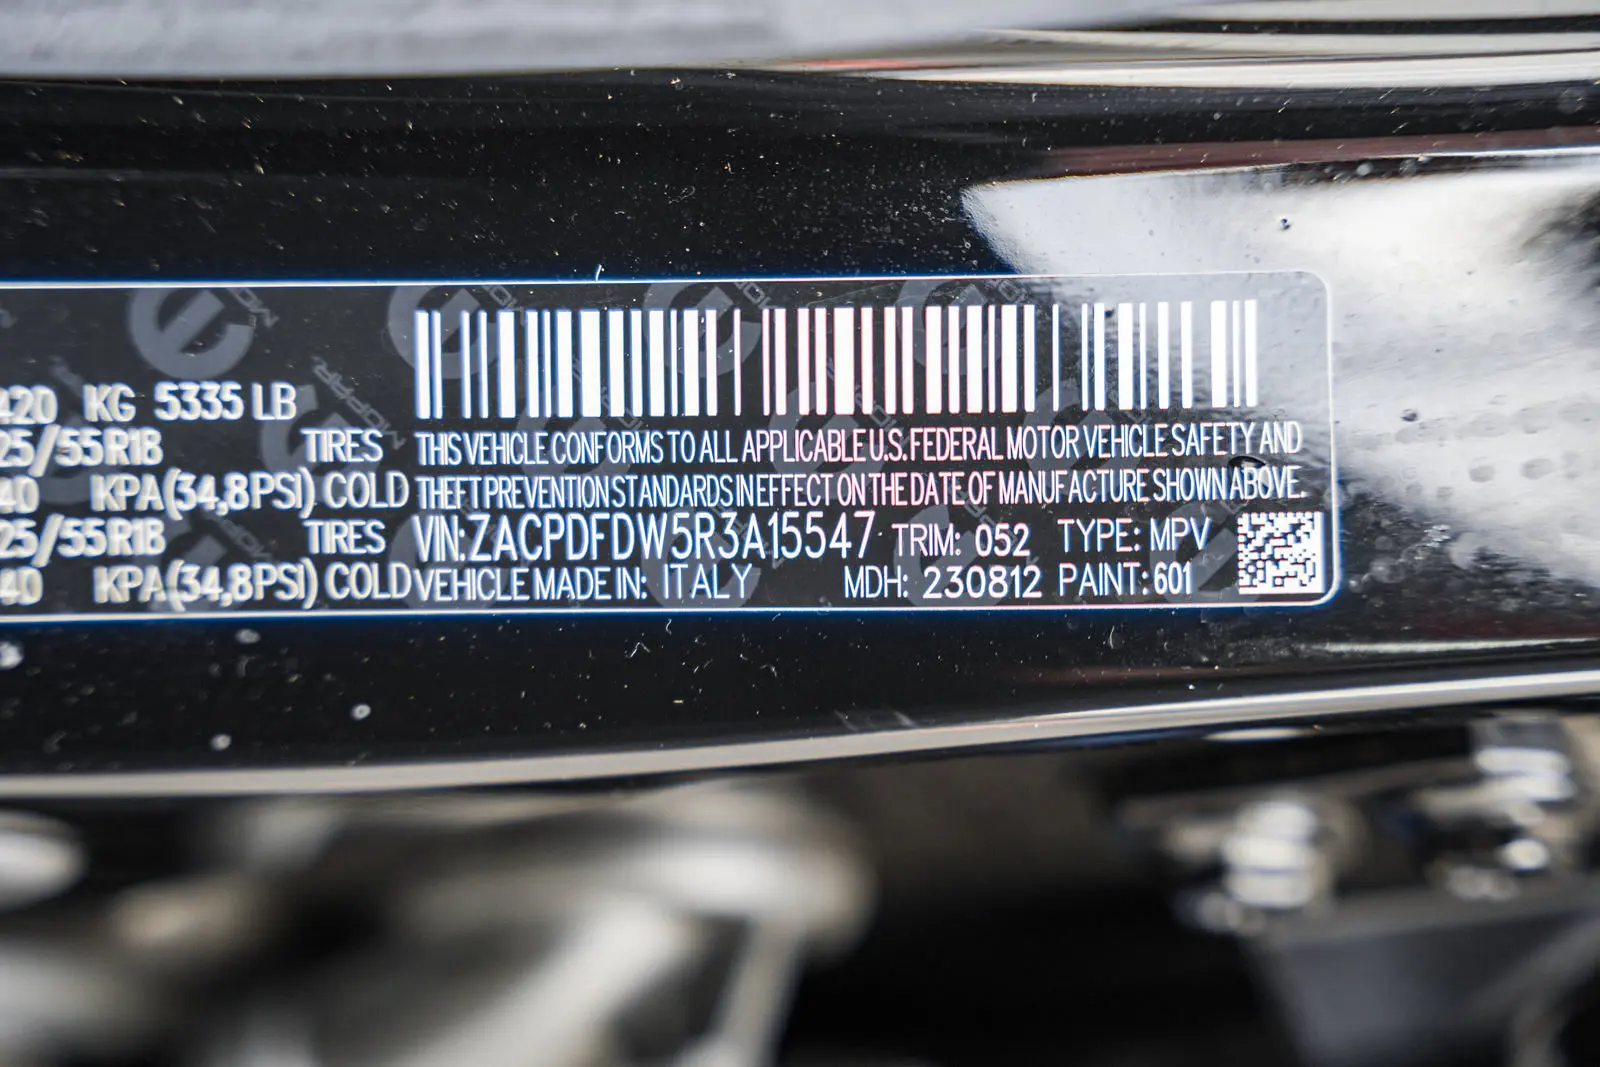 420 KG 5335 LB
25/55R18 TIRES
40 KPA(34,8PSI) COLD
25/55R18 TIRES
40 KPA(34,8PSI) COLD
THIS VEHICLE CONFORMS TO ALL APPLICABLE U.S. FEDERAL MOTOR VEHICLE SAFETY AND
THEFT PREVENTION STANDARDS IN EFFECT ON THE DATE OF MANUFACTURE SHOWN ABOVE.
VIN: ZACPDFDW5R3A15547 TRIM: 052 TYPE: MPV
VEHICLE MADE IN: ITALY MDH: 230812 PAINT: 601
MOPAR